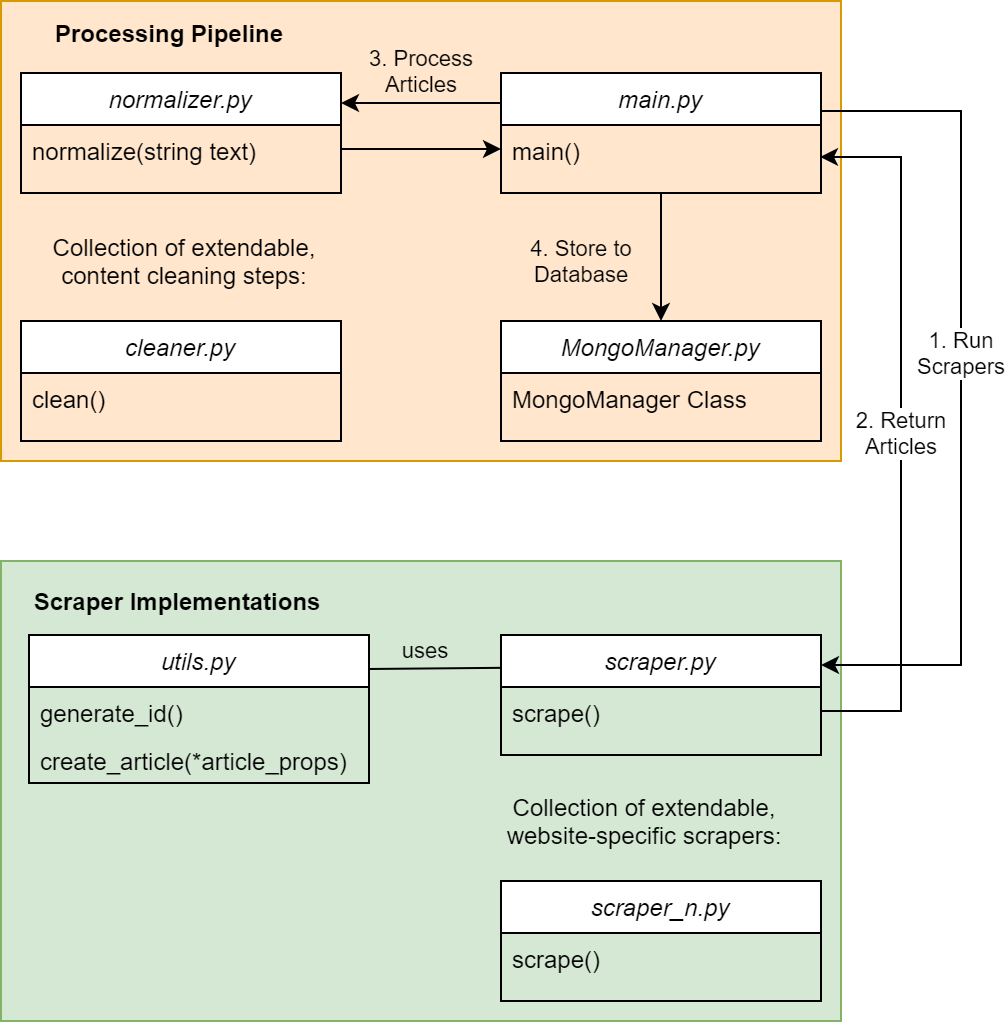 Processing Pipeline
3. Process
Articles
normalizer.py
main.py
normalize(string text)
main()
Collection of extendable,
content cleaning steps:
4. Store to
Database
cleaner.py
MongoManager.py
clean()
MongoManager Class
1. Run
Scrapers
2. Return
Articles
Scraper Implementations
utils.py
uses
scraper.py
generate_id()
scrape()
create_article(*article_props)
Collection of extendable,
website-specific scrapers:
scraper_n.py
scrape()